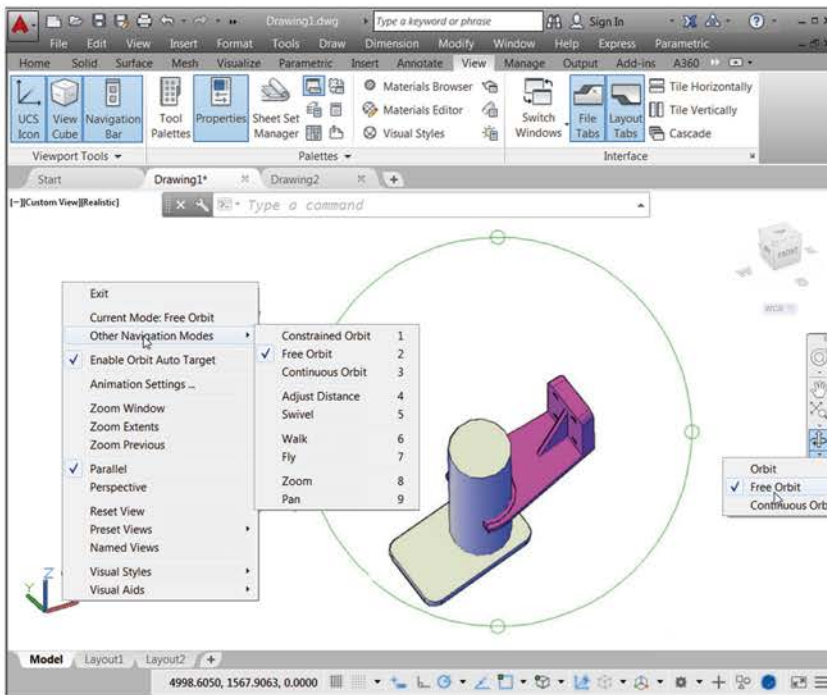 Drawing1.dwg Type a keyword or phrase Sign In
File Edit View Insert Format Tools Draw Dimension Modify Window Help Express Parametric
Home Solid Surface Mesh Visualize Parametric Insert Annotate View Manage Output Add-ins A360
UCS Icon
View Cube
Navigation Bar
Tool Palettes
Properties
Sheet Set Manager
Materials Browser
Materials Editor
Visual Styles
Switch Windows
File Tabs
Layout Tabs
Tile Horizontally
Tile Vertically
Cascade
Viewport Tools Palettes Interface
Start Drawing1* Drawing2
[−][Custom View][Realistic]
Type a command
FRONT
WCS
Exit
Current Mode: Free Orbit
Other Navigation Modes
Enable Orbit Auto Target
Animation Settings ...
Zoom Window
Zoom Extents
Zoom Previous
Parallel
Perspective
Reset View
Preset Views
Named Views
Visual Styles
Visual Aids
Constrained Orbit 1
Free Orbit 2
Continuous Orbit 3
Adjust Distance 4
Swivel 5
Walk 6
Fly 7
Zoom 8
Pan 9
Orbit
Free Orbit
Continuous Orb
Z
Y
Model Layout1 Layout2
4998.6050, 1567.9063, 0.0000